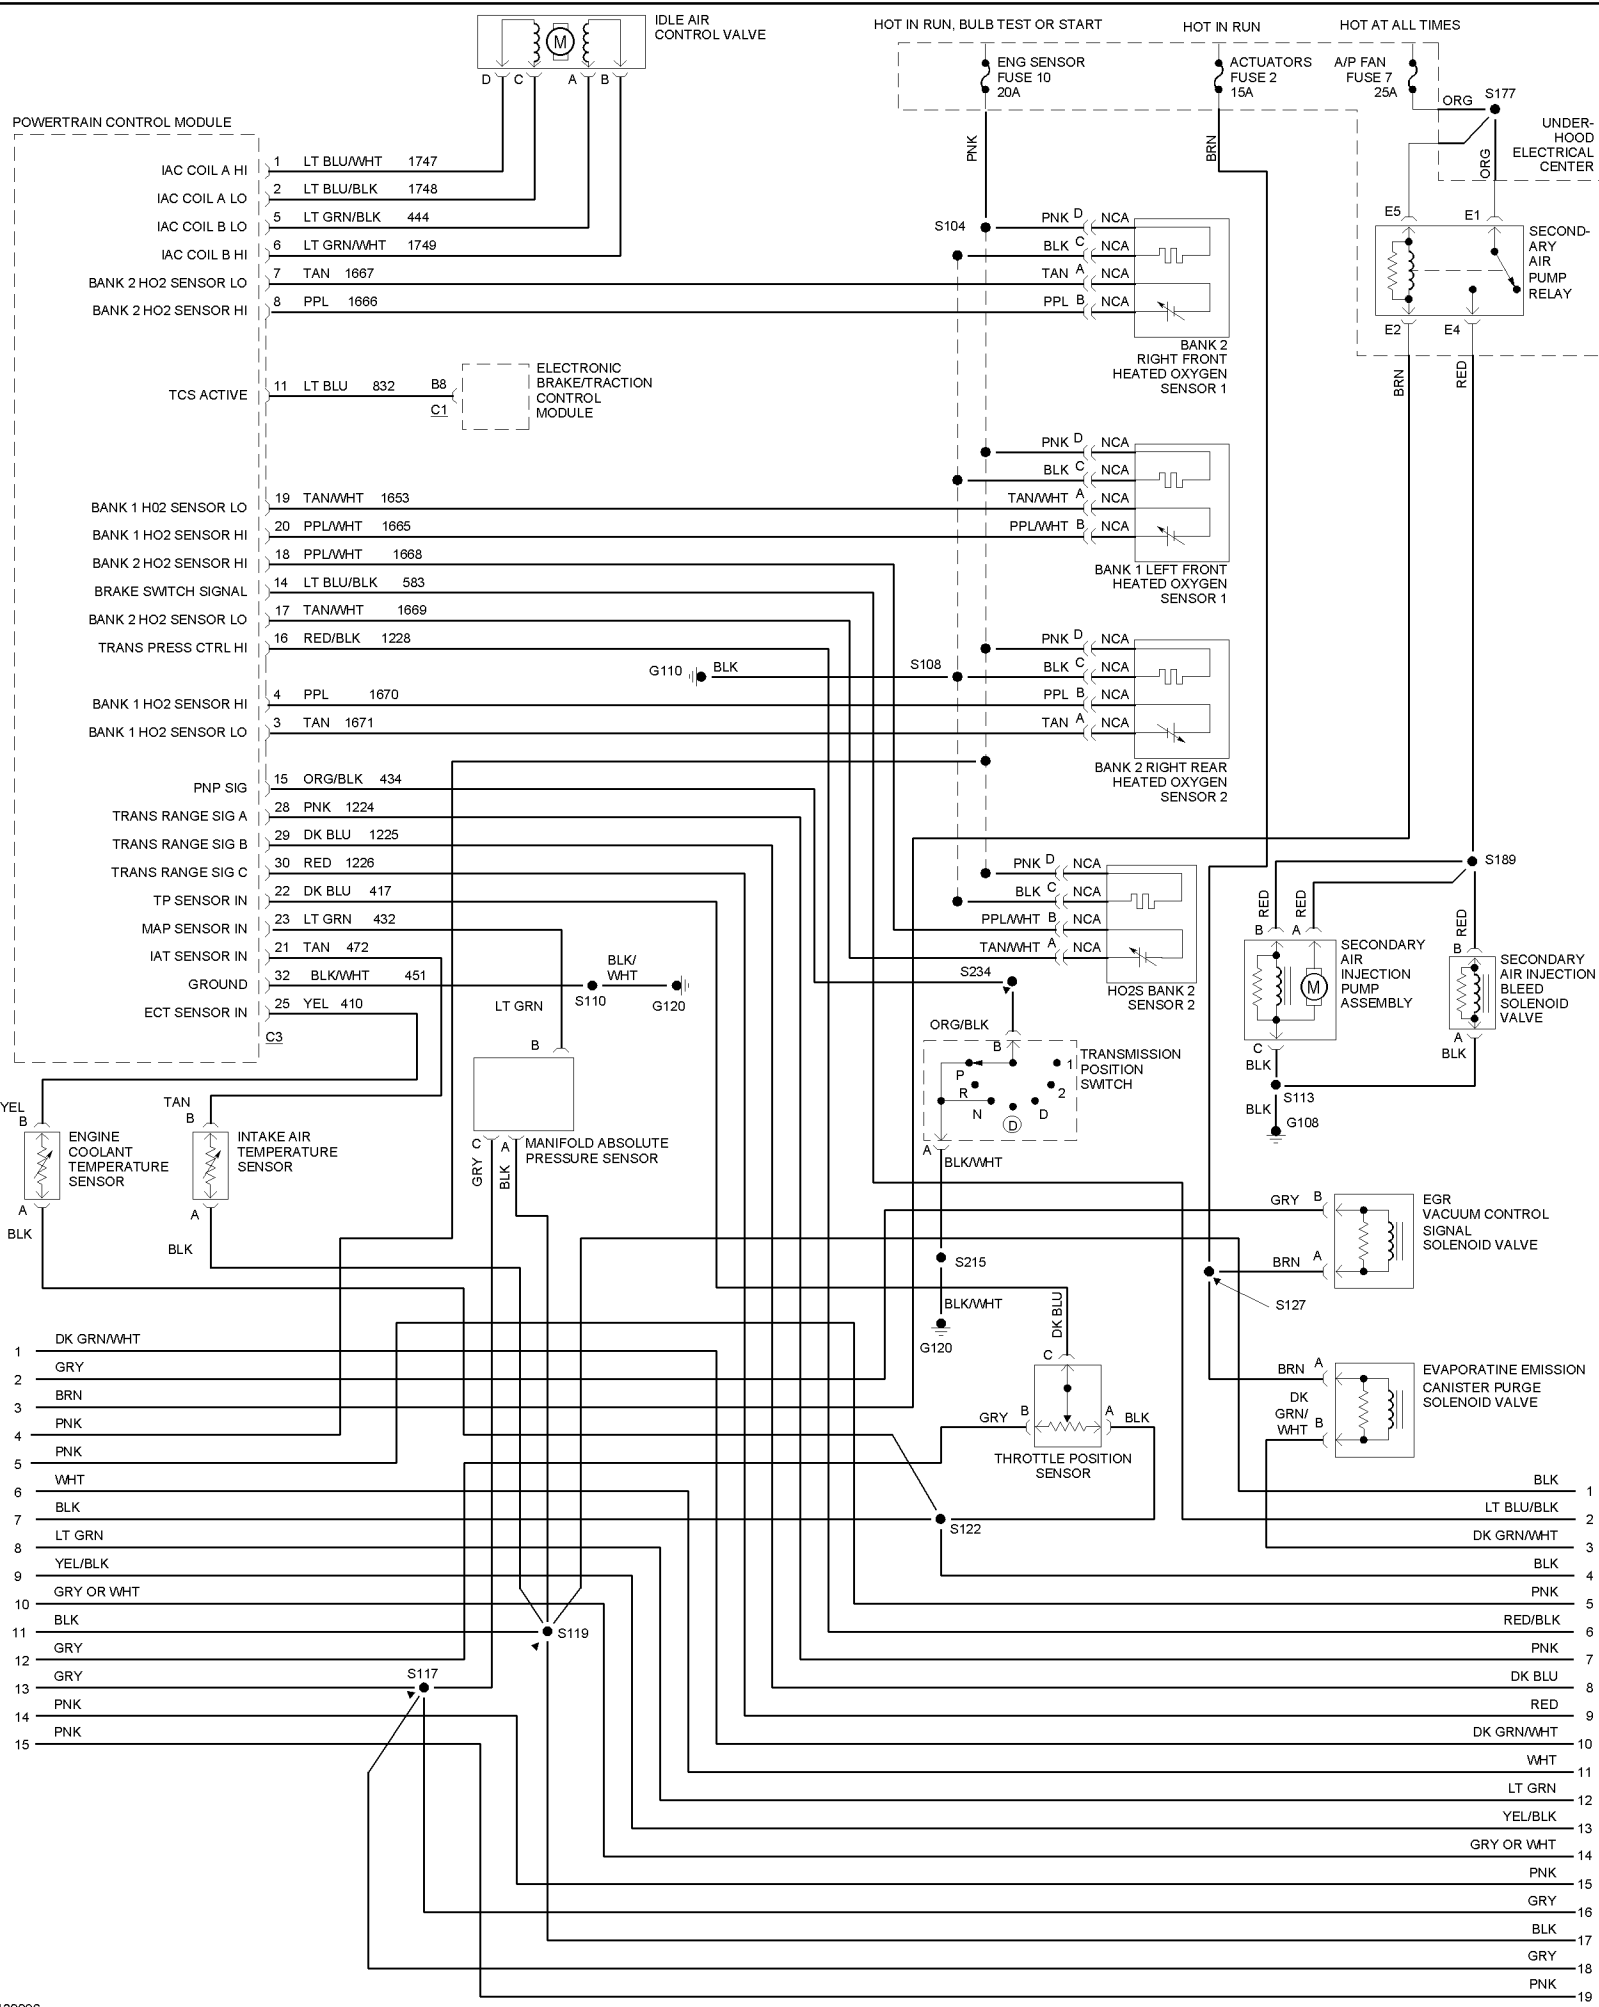 IDLE AIR
CONTROL VALVE
M
D C A B
HOT IN RUN, BULB TEST OR START
HOT IN RUN
HOT AT ALL TIMES
ENG SENSOR
FUSE 10
20A
ACTUATORS
FUSE 2
15A
A/P FAN
FUSE 7
25A
ORG
S177
UNDER-
HOOD
ELECTRICAL
CENTER
PNK
BRN
ORG
POWERTRAIN CONTROL MODULE
IAC COIL A HI 1 LT BLU/WHT 1747
IAC COIL A LO 2 LT BLU/BLK 1748
IAC COIL B LO 5 LT GRN/BLK 444
IAC COIL B HI 6 LT GRN/WHT 1749
BANK 2 HO2 SENSOR LO 7 TAN 1667
BANK 2 HO2 SENSOR HI 8 PPL 1666
TCS ACTIVE 11 LT BLU 832 B8
C1
ELECTRONIC
BRAKE/TRACTION
CONTROL
MODULE
BANK 1 H02 SENSOR LO 19 TAN/WHT 1653
BANK 1 HO2 SENSOR HI 20 PPL/WHT 1665
BANK 2 HO2 SENSOR HI 18 PPL/WHT 1668
BRAKE SWITCH SIGNAL 14 LT BLU/BLK 583
BANK 2 HO2 SENSOR LO 17 TAN/WHT 1669
TRANS PRESS CTRL HI 16 RED/BLK 1228
BANK 1 HO2 SENSOR HI 4 PPL 1670
BANK 1 HO2 SENSOR LO 3 TAN 1671
PNP SIG 15 ORG/BLK 434
TRANS RANGE SIG A 28 PNK 1224
TRANS RANGE SIG B 29 DK BLU 1225
TRANS RANGE SIG C 30 RED 1226
TP SENSOR IN 22 DK BLU 417
MAP SENSOR IN 23 LT GRN 432
IAT SENSOR IN 21 TAN 472
GROUND 32 BLK/WHT 451
ECT SENSOR IN 25 YEL 410
C3
S104
PNK D NCA
BLK C NCA
TAN A NCA
PPL B NCA
BANK 2
RIGHT FRONT
HEATED OXYGEN
SENSOR 1
E5 E1
SECOND-
ARY
AIR
PUMP
RELAY
E2 E4
BRN
RED
PNK D NCA
BLK C NCA
TAN/WHT A NCA
PPL/WHT B NCA
BANK 1 LEFT FRONT
HEATED OXYGEN
SENSOR 1
G110 BLK
S108
PNK D NCA
BLK C NCA
PPL B NCA
TAN A NCA
BANK 2 RIGHT REAR
HEATED OXYGEN
SENSOR 2
PNK D NCA
BLK C NCA
PPL/WHT B NCA
TAN/WHT A NCA
HO2S BANK 2
SENSOR 2
S189
RED
RED
RED
B A
B
M
SECONDARY
AIR
INJECTION
PUMP
ASSEMBLY
SECONDARY
AIR INJECTION
BLEED
SOLENOID
VALVE
C
BLK
A
BLK
S113
BLK
G108
BLK/
WHT
S110
G120
LT GRN
B
MANIFOLD ABSOLUTE
PRESSURE SENSOR
C A
GRY
BLK
S234
ORG/BLK
B
TRANSMISSION
POSITION
SWITCH
P
R
N
D
D
2
1
A
BLK/WHT
S215
BLK/WHT
G120
YEL
B
ENGINE
COOLANT
TEMPERATURE
SENSOR
A
BLK
TAN
B
INTAKE AIR
TEMPERATURE
SENSOR
A
BLK
GRY B
BRN A
EGR
VACUUM CONTROL
SIGNAL
SOLENOID VALVE
S127
DK BLU
C
GRY B
A BLK
THROTTLE POSITION
SENSOR
BRN A
DK
GRN/
WHT B
EVAPORATINE EMISSION
CANISTER PURGE
SOLENOID VALVE
1 DK GRN/WHT
2 GRY
3 BRN
4 PNK
5 PNK
6 WHT
7 BLK
8 LT GRN
9 YEL/BLK
10 GRY OR WHT
11 BLK
12 GRY
13 GRY
14 PNK
15 PNK
S122
S119
S117
BLK 1
LT BLU/BLK 2
DK GRN/WHT 3
BLK 4
PNK 5
RED/BLK 6
PNK 7
DK BLU 8
RED 9
DK GRN/WHT 10
WHT 11
LT GRN 12
YEL/BLK 13
GRY OR WHT 14
PNK 15
GRY 16
BLK 17
GRY 18
PNK 19